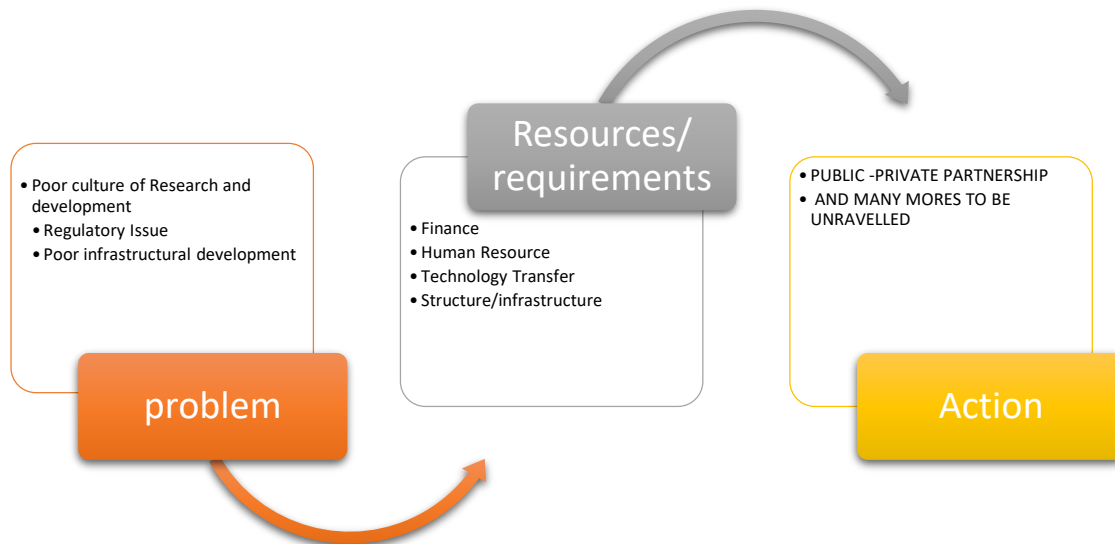 • Poor culture of Research and
development
• Regulatory Issue
• Poor infrastructural development
problem
Resources/
requirements
• Finance
• Human Resource
• Technology Transfer
• Structure/infrastructure
• PUBLIC -PRIVATE PARTNERSHIP
• AND MANY MORES TO BE
UNRAVELLED
Action